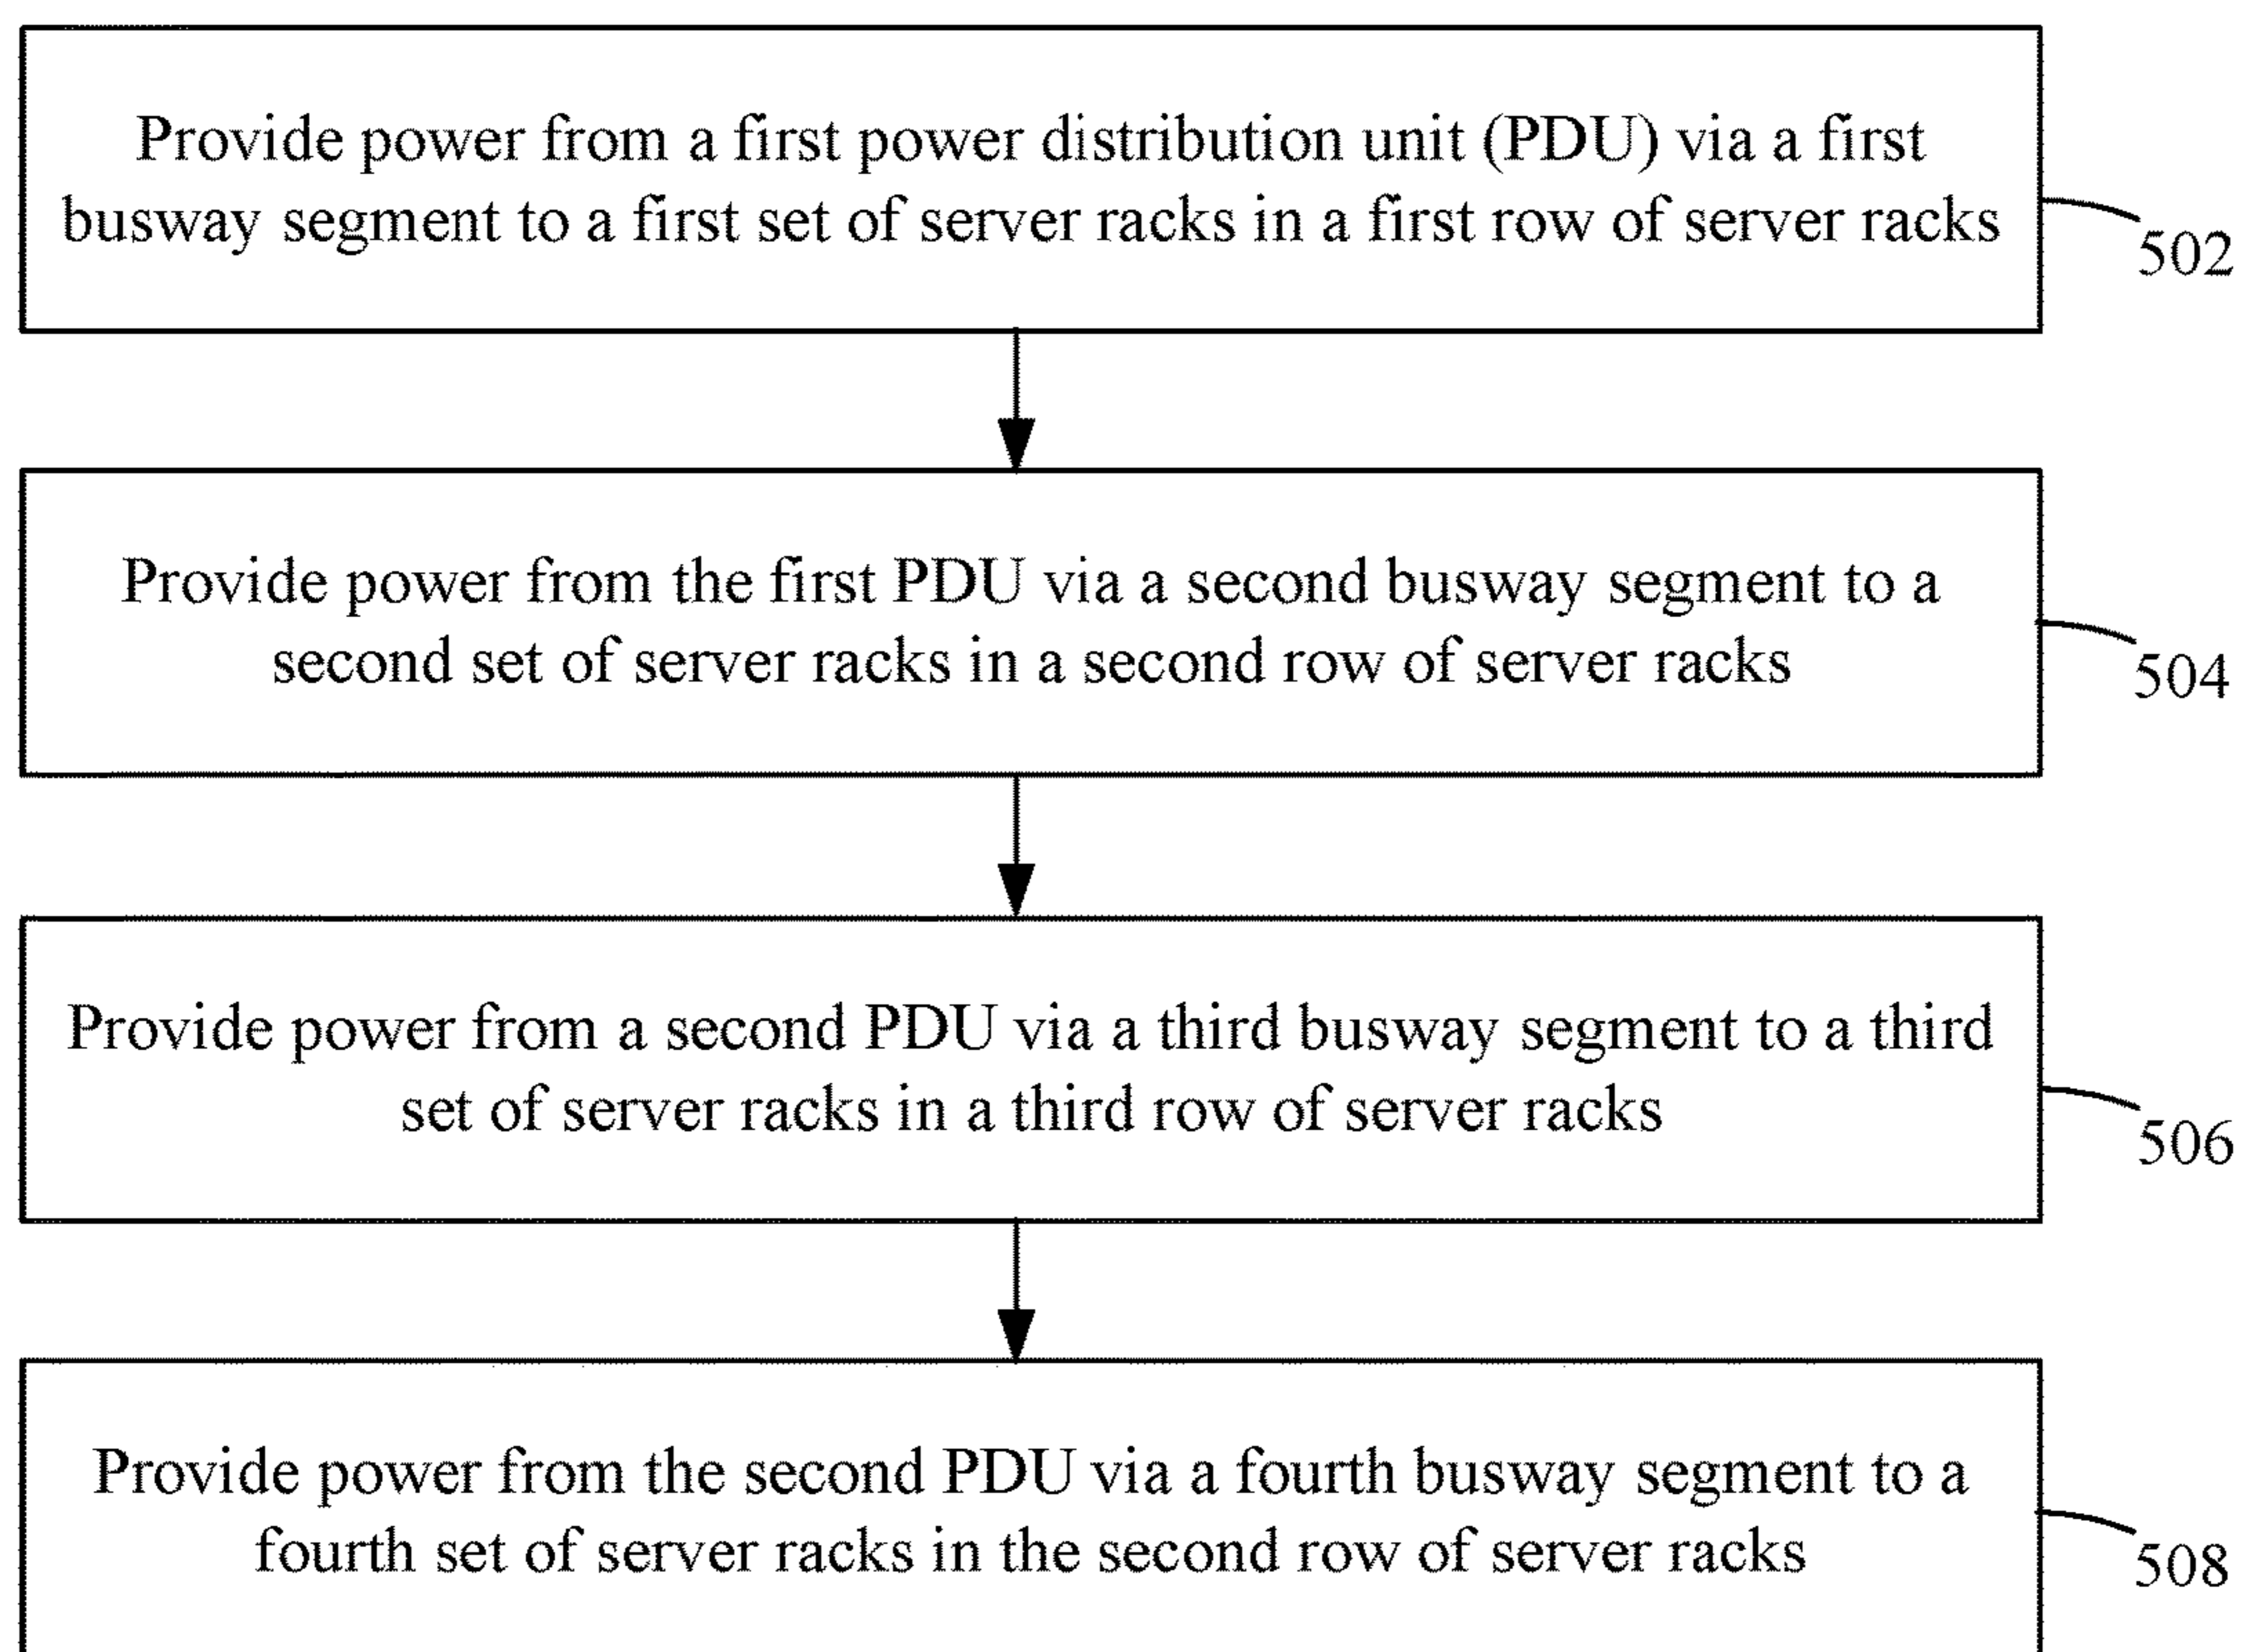 Provide power from a first power distribution unit (PDU) via a first
busway segment to a first set of server racks in a first row of server racks
502
Provide power from the first PDU via a second busway segment to a
second set of server racks in a second row of server racks
504
Provide power from a second PDU via a third busway segment to a third
set of server racks in a third row of server racks
506
Provide power from the second PDU via a fourth busway segment to a
fourth set of server racks in the second row of server racks
508